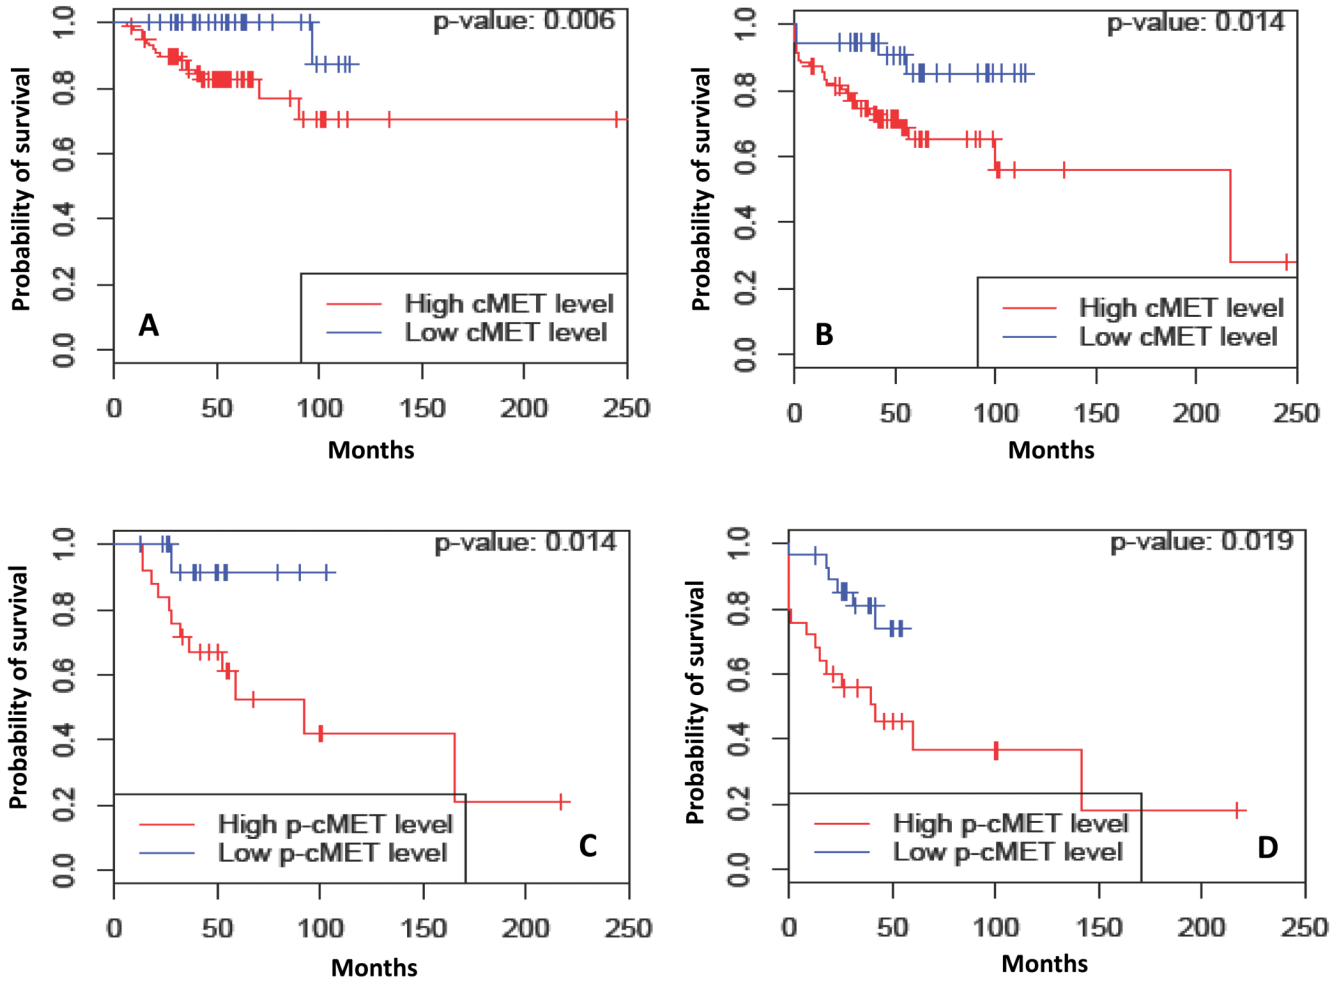 p-value: 0.006
Probability of survival
0.0 0.2 0.4 0.6 0.8 1.0
A
High cMET level
Low cMET level
0 50 100 150 200 250
Months
p-value: 0.014
Probability of survival
0.0 0.2 0.4 0.6 0.8 1.0
B
High cMET level
Low cMET level
0 50 100 150 200 250
Months
p-value: 0.014
Probability of survival
0.0 0.2 0.4 0.6 0.8 1.0
High p-cMET level
Low p-cMET level
C
0 50 100 150 200 250
Months
p-value: 0.019
Probability of survival
0.0 0.2 0.4 0.6 0.8 1.0
High p-cMET level
Low p-cMET level
D
0 50 100 150 200 250
Months